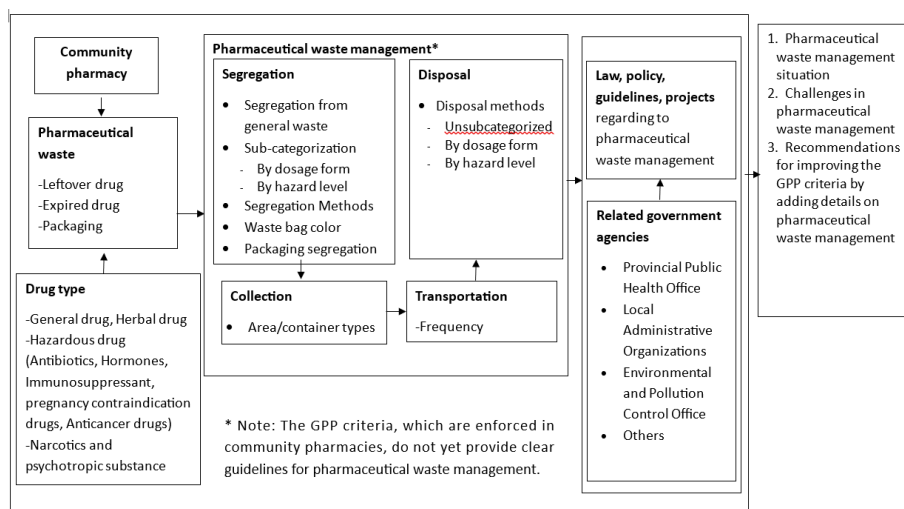 Community
pharmacy
Pharmaceutical
waste
-Leftover drug
-Expired drug
-Packaging
Drug type
-General drug, Herbal drug
-Hazardous drug
(Antibiotics, Hormones,
Immunosuppressant,
pregnancy contraindication
drugs, Anticancer drugs)
-Narcotics and
psychotropic substance
Pharmaceutical waste management*
Segregation
• Segregation from
general waste
• Sub-categorization
- By dosage form
- By hazard level
• Segregation Methods
• Waste bag color
• Packaging segregation
Collection
• Area/container types
Disposal
• Disposal methods
- Unsubcategorized
- By dosage form
- By hazard level
Transportation
-Frequency
* Note: The GPP criteria, which are enforced in
community pharmacies, do not yet provide clear
guidelines for pharmaceutical waste management.
Law, policy,
guidelines, projects
regarding to
pharmaceutical
waste management
Related government
agencies
• Provincial Public
Health Office
• Local
Administrative
Organizations
• Environmental
and Pollution
Control Office
• Others
1. Pharmaceutical
waste management
situation
2. Challenges in
pharmaceutical
waste management
3. Recommendations
for improving the
GPP criteria by
adding details on
pharmaceutical
waste management